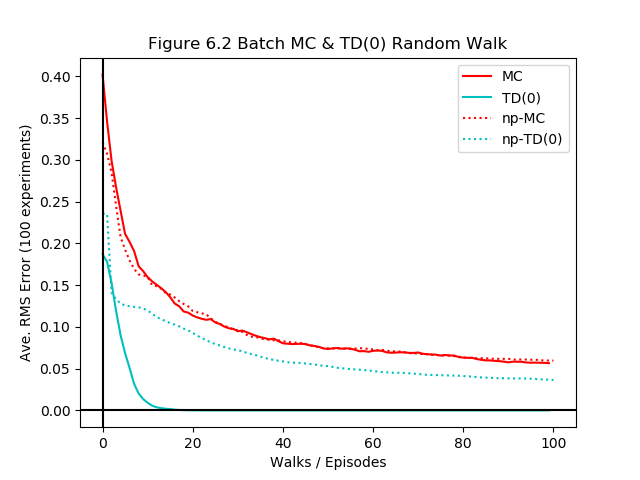 Figure 6.2 Batch MC & TD(0) Random Walk
MC
TD(0)
np-MC
np-TD(0)
Ave. RMS Error (100 experiments)
0.40
0.35
0.30
0.25
0.20
0.15
0.10
0.05
0.00
0 20 40 60 80 100
Walks / Episodes